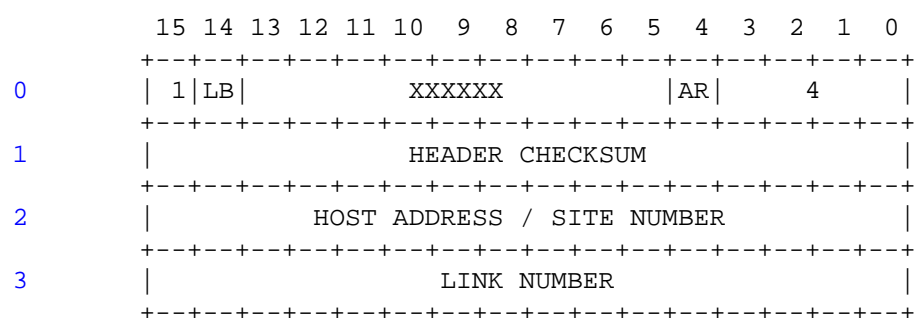 15 14 13 12 11 10 9 8 7 6 5 4 3 2 1 0
+--+--+--+--+--+--+--+--+--+--+--+--+--+--+--+--+
0 | 1|LB| XXXXXX |AR| 4 |
+--+--+--+--+--+--+--+--+--+--+--+--+--+--+--+--+
1 | HEADER CHECKSUM |
+--+--+--+--+--+--+--+--+--+--+--+--+--+--+--+--+
2 | HOST ADDRESS / SITE NUMBER |
+--+--+--+--+--+--+--+--+--+--+--+--+--+--+--+--+
3 | LINK NUMBER |
+--+--+--+--+--+--+--+--+--+--+--+--+--+--+--+--+